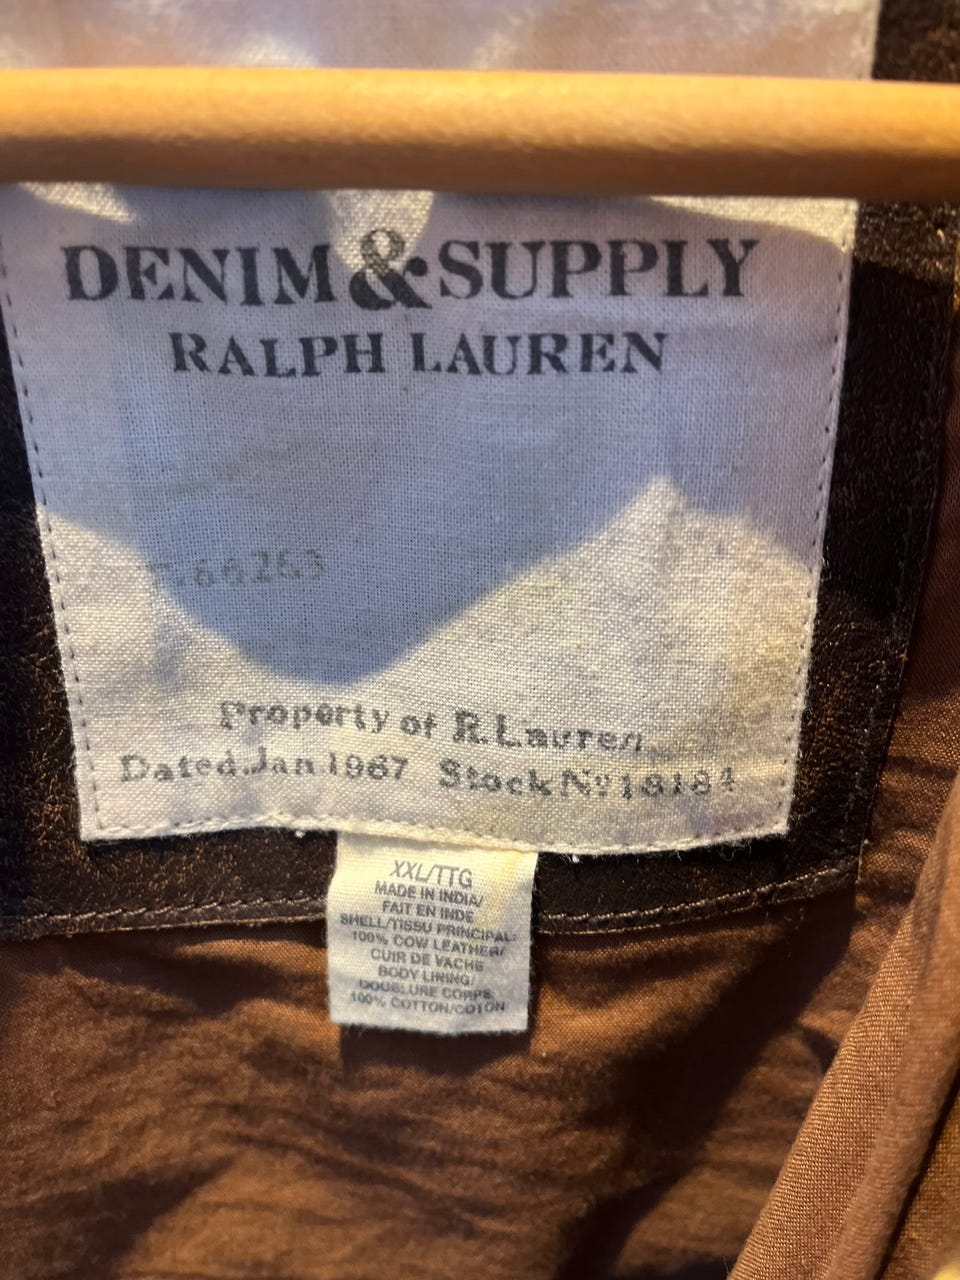 DENIM & SUPPLY
RALPH LAUREN
66263
Property of R. Lauren
Dated Jan 1967 Stock No 18184
XXL/TTG
MADE IN INDIA/
FAIT EN INDE
SHELL/TISSU PRINCIPAL:
100% COW LEATHER/
CUIR DE VACHE
BODY LINING/
DOUBLURE CORPS
100% COTTON/COTON